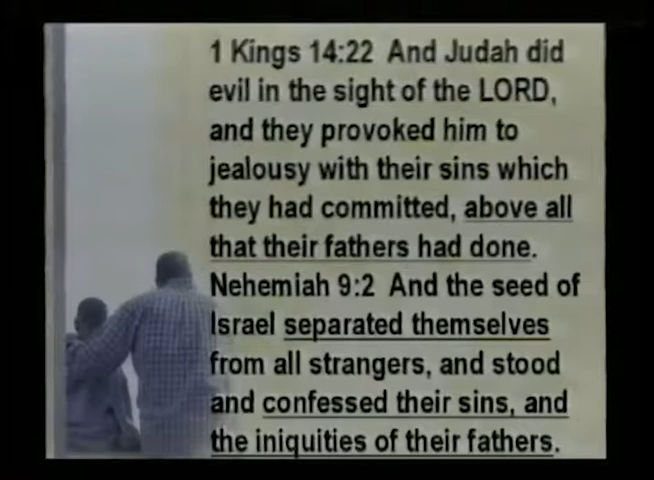 1 Kings 14:22 And Judah did
evil in the sight of the LORD,
and they provoked him to
jealousy with their sins which
they had committed, above all
that their fathers had done.
Nehemiah 9:2 And the seed of
Israel separated themselves
from all strangers, and stood
and confessed their sins, and
the iniquities of their fathers.